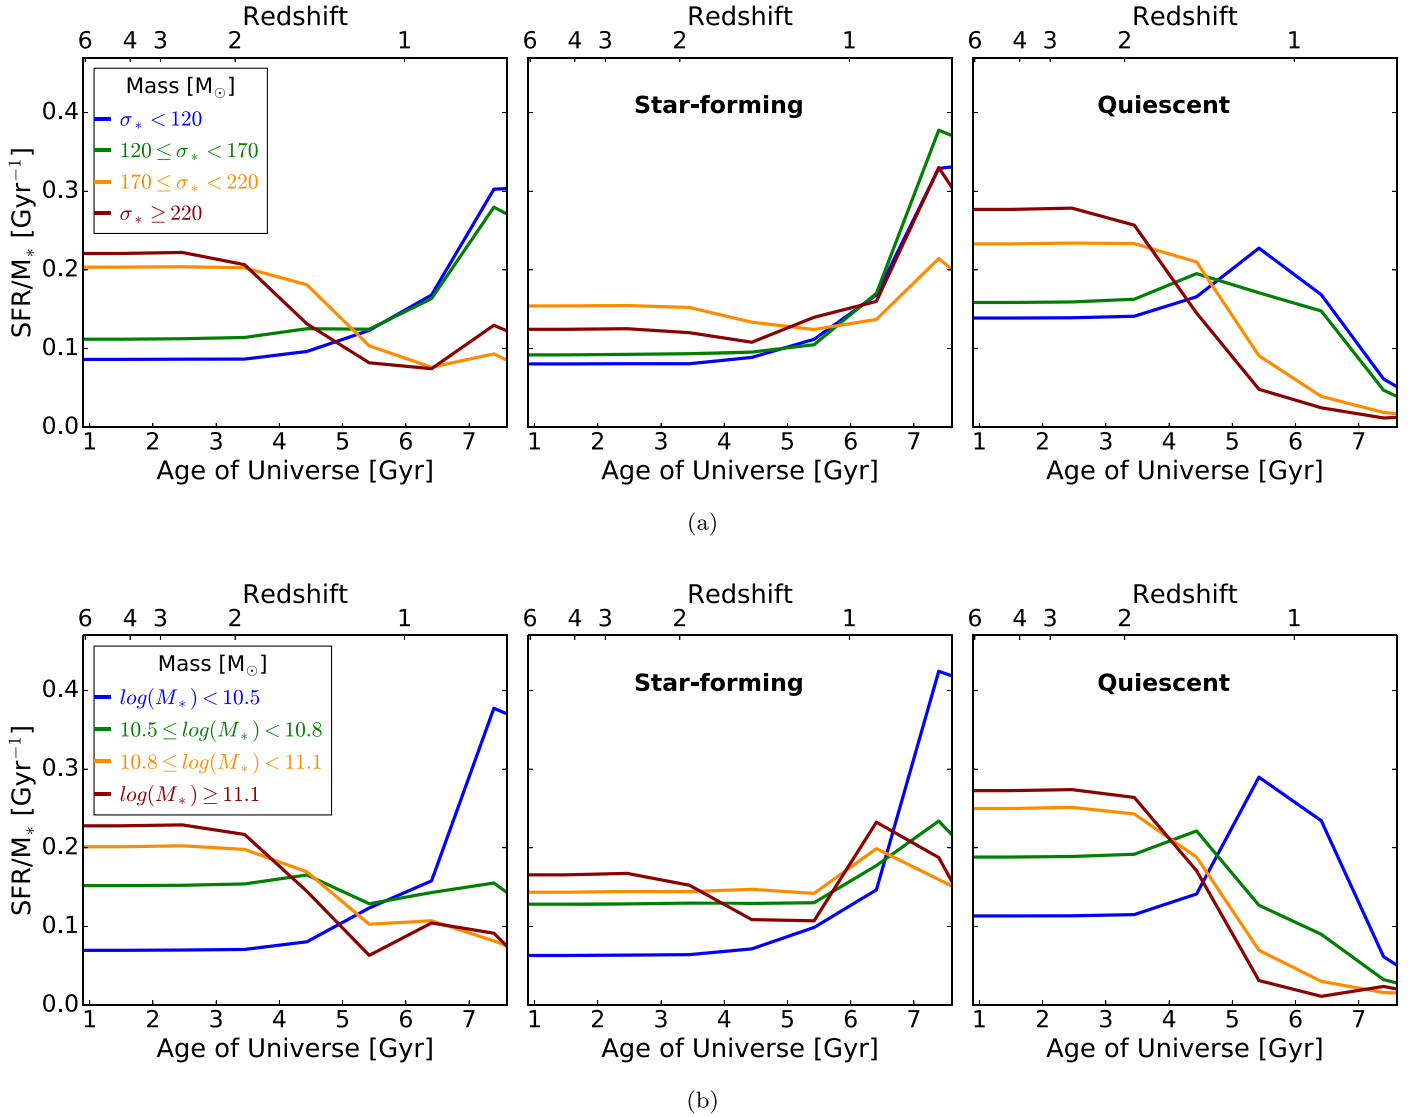 Redshift
6 4 3 2 1
Mass [M⊙]
σ* < 120
120 ≤ σ* < 170
170 ≤ σ* < 220
σ* ≥ 220
SFR/M* [Gyr⁻¹]
0.4
0.3
0.2
0.1
0.0
1 2 3 4 5 6 7
Age of Universe [Gyr]
Redshift
6 4 3 2 1
Star-forming
1 2 3 4 5 6 7
Age of Universe [Gyr]
Redshift
6 4 3 2 1
Quiescent
1 2 3 4 5 6 7
Age of Universe [Gyr]
(a)
Redshift
6 4 3 2 1
Mass [M⊙]
log(M*) < 10.5
10.5 ≤ log(M*) < 10.8
10.8 ≤ log(M*) < 11.1
log(M*) ≥ 11.1
SFR/M* [Gyr⁻¹]
0.4
0.3
0.2
0.1
0.0
1 2 3 4 5 6 7
Age of Universe [Gyr]
Redshift
6 4 3 2 1
Star-forming
1 2 3 4 5 6 7
Age of Universe [Gyr]
Redshift
6 4 3 2 1
Quiescent
1 2 3 4 5 6 7
Age of Universe [Gyr]
(b)